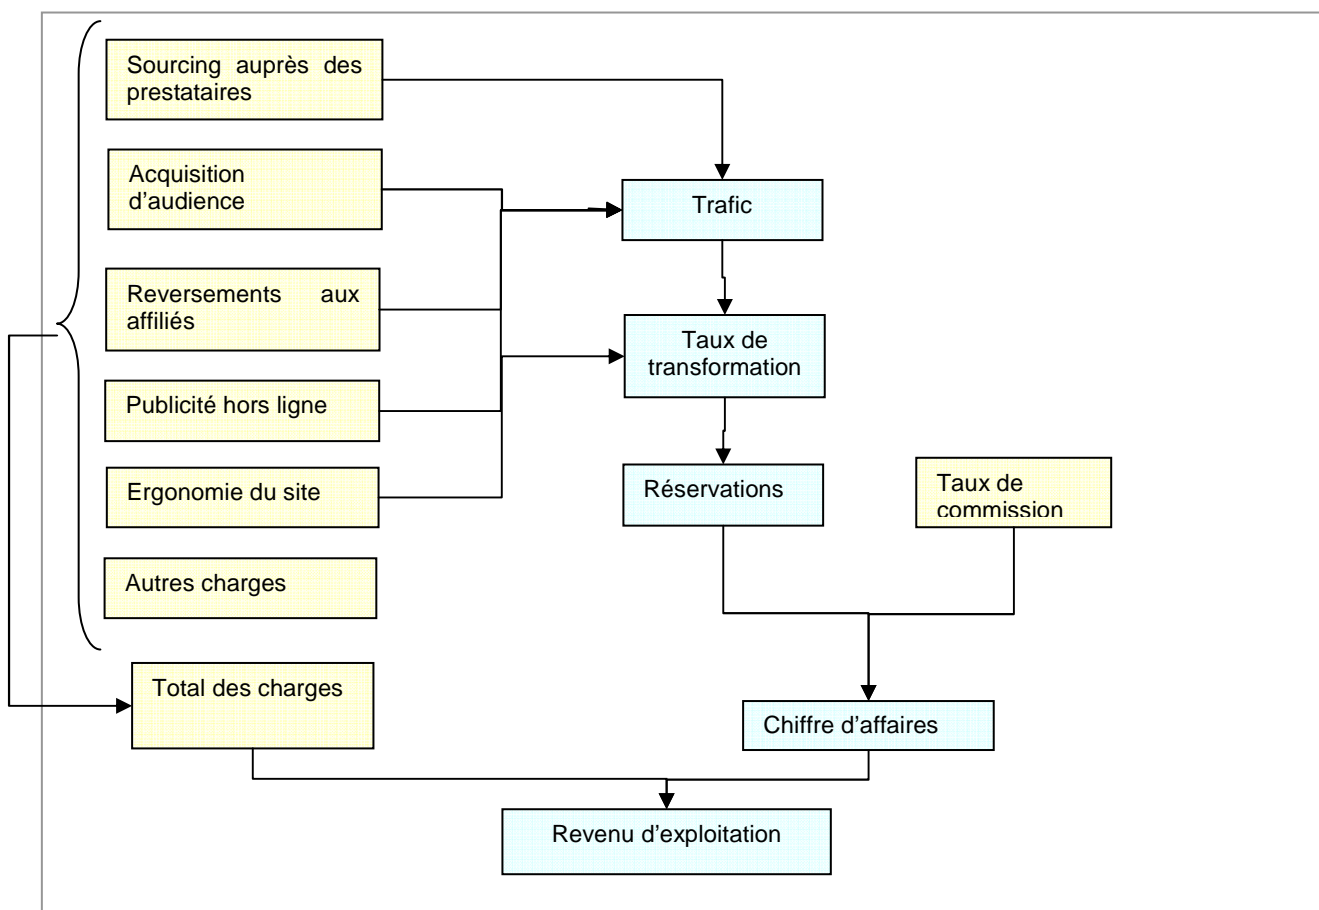 Sourcing auprès des
prestataires
Acquisition
d’audience
Trafic
Reversements aux
affiliés
Taux de
transformation
Publicité hors ligne
Ergonomie du site
Réservations
Taux de
commission
Autres charges
Total des charges
Chiffre d’affaires
Revenu d’exploitation